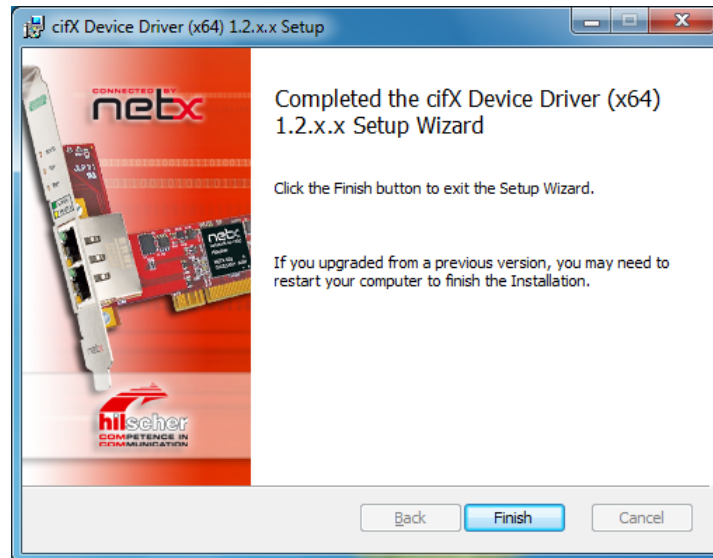 cifX Device Driver (x64) 1.2.x.x Setup
CONNECTED BY
netx
Completed the cifX Device Driver (x64)
1.2.x.x Setup Wizard
Click the Finish button to exit the Setup Wizard.
If you upgraded from a previous version, you may need to
restart your computer to finish the Installation.
netx
hilscher
COMPETENCE IN
COMMUNICATION
Back
Finish
Cancel